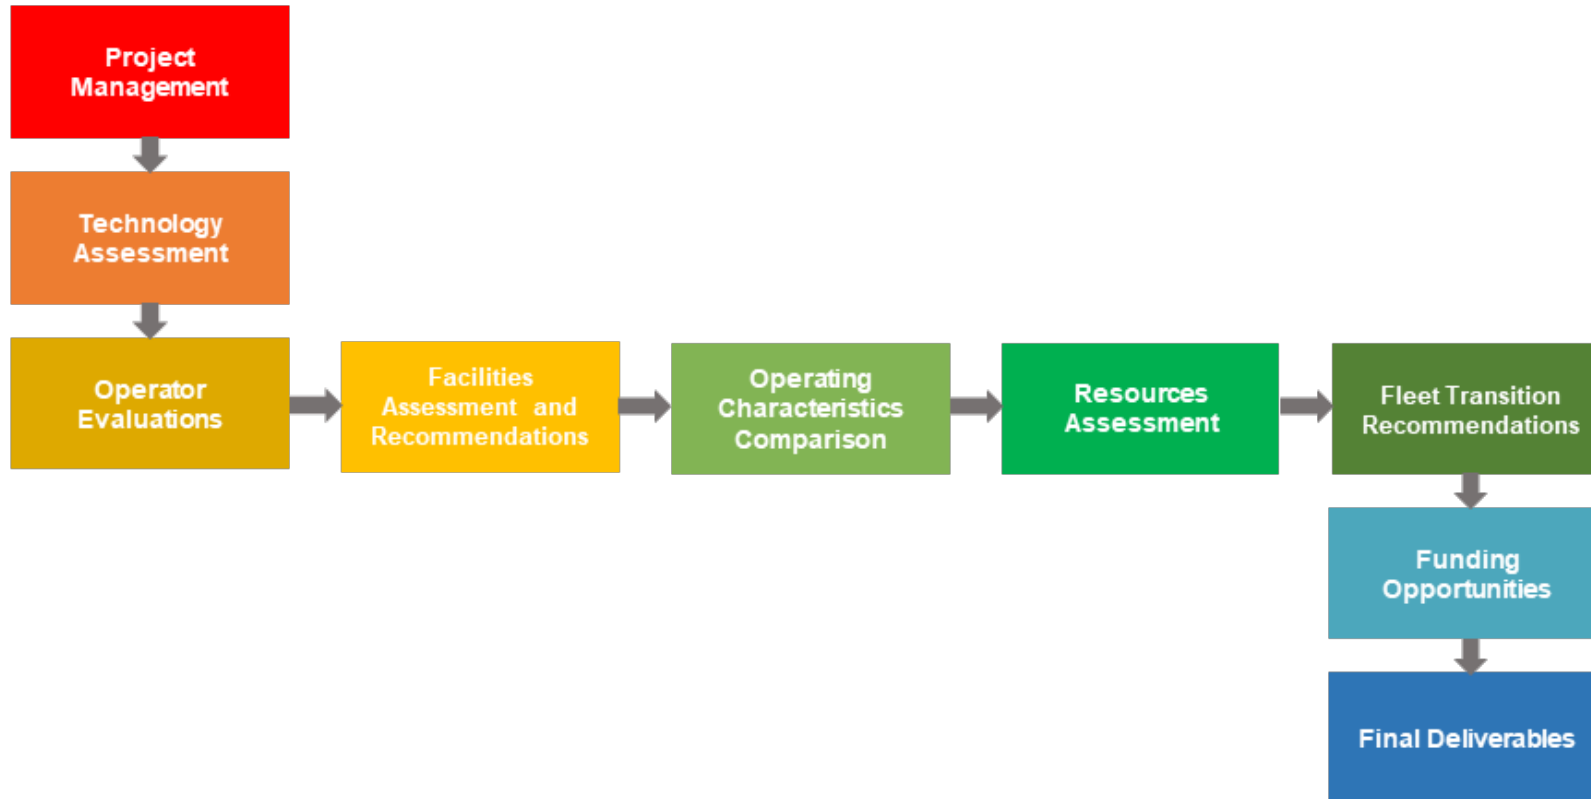 Project
Management
Technology
Assessment
Operator
Evaluations
Facilities
Assessment and
Recommendations
Operating
Characteristics
Comparison
Resources
Assessment
Fleet Transition
Recommendations
Funding
Opportunities
Final Deliverables